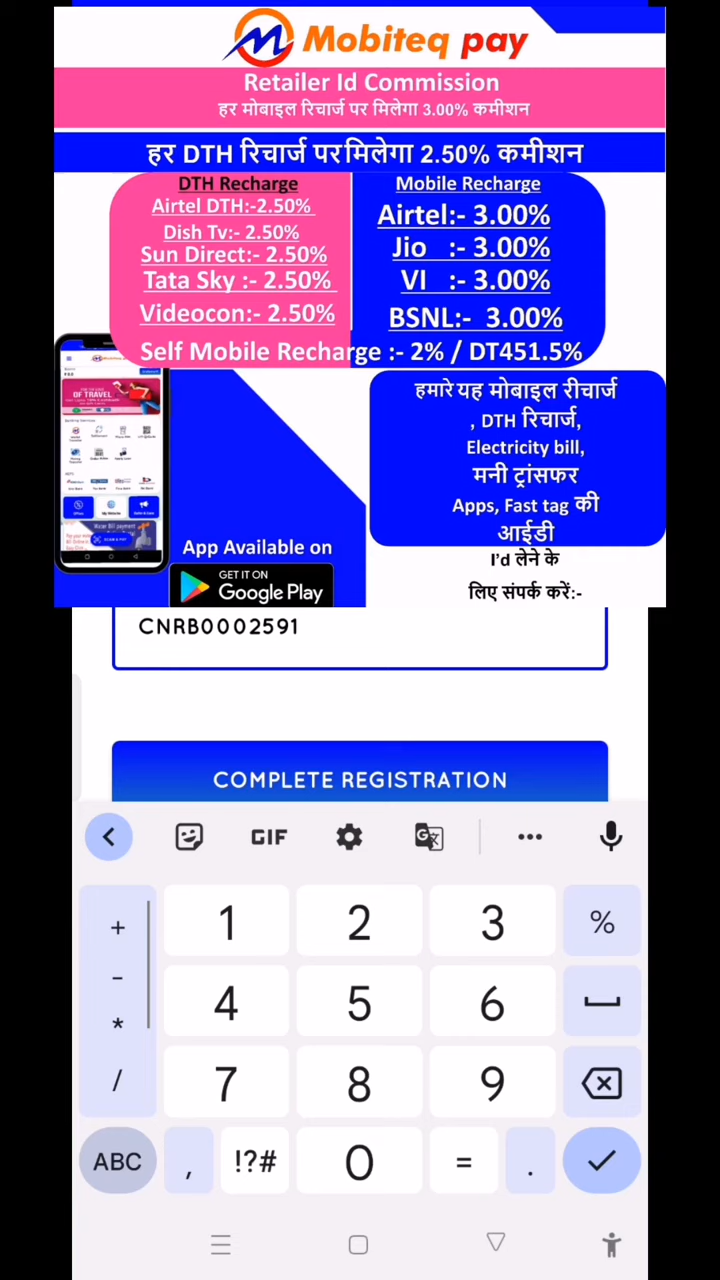 Mobiteq pay
Retailer Id Commission
हर मोबाइल रिचार्ज पर मिलेगा 3.00% कमीशन
हर DTH रिचार्ज पर मिलेगा 2.50% कमीशन
DTH Recharge
Airtel DTH:-2.50%
Dish Tv:- 2.50%
Sun Direct:- 2.50%
Tata Sky :- 2.50%
Videocon:- 2.50%
Mobile Recharge
Airtel:- 3.00%
Jio :- 3.00%
VI :- 3.00%
BSNL:- 3.00%
Self Mobile Recharge :- 2% / DT451.5%
OF TRAVEL
हमारे यह मोबाइल रीचार्ज
, DTH रिचार्ज,
Electricity bill,
मनी ट्रांसफर
Apps, Fast tag की
आईडी
I'd लेने के
लिए संपर्क करें:-
App Available on
GET IT ON
Google Play
CNRB0002591
COMPLETE REGISTRATION
GIF
+ 1 2 3 %
-
* 4 5 6
/ 7 8 9
ABC , !?# 0 = .